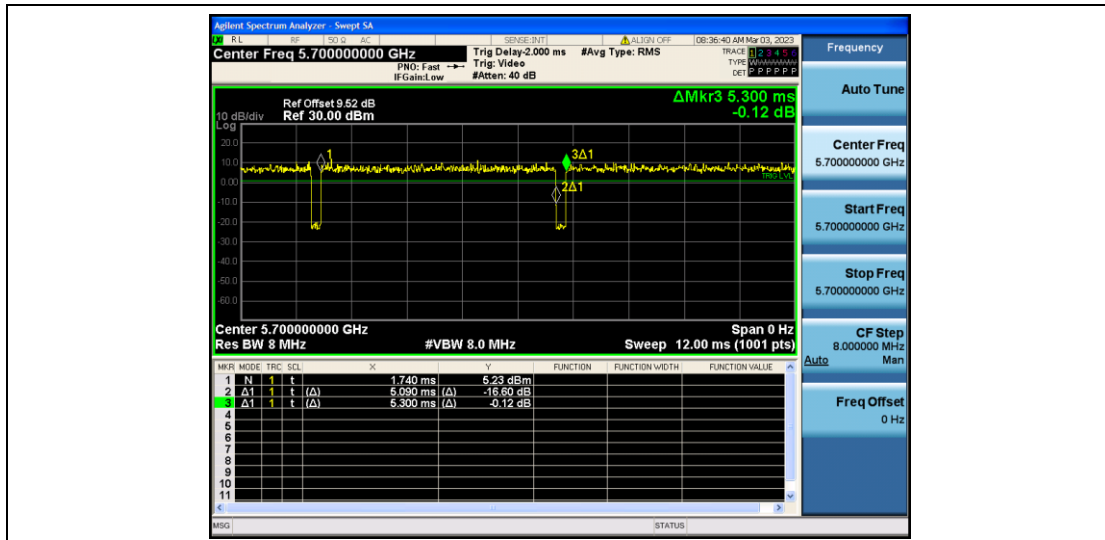 Agilent Spectrum Analyzer - Swept SA
RL RF 50 Ω AC SENSE:INT ALIGN OFF 08:36:40 AM Mar 03, 2023
Center Freq 5.700000000 GHz
PNO: Fast
IFGain:Low
Trig Delay-2.000 ms
Trig: Video
#Atten: 40 dB
#Avg Type: RMS
TRACE 1 2 3 4 5 6
TYPE WWWWWW
DET P P P P P P
Frequency
Auto Tune
Center Freq
5.700000000 GHz
Start Freq
5.700000000 GHz
Stop Freq
5.700000000 GHz
CF Step
8.000000 MHz
Auto Man
Freq Offset
0 Hz
ΔMkr3 5.300 ms
-0.12 dB
Ref Offset 9.52 dB
10 dB/div Ref 30.00 dBm
Log
20.0
10.0
0.00
-10.0
-20.0
-30.0
-40.0
-50.0
-60.0
1
3Δ1
TRIG LVL
2Δ1
Center 5.700000000 GHz Span 0 Hz
Res BW 8 MHz #VBW 8.0 MHz Sweep 12.00 ms (1001 pts)
MKR MODE TRC SCL X Y FUNCTION FUNCTION WIDTH FUNCTION VALUE
1 N 1 t 1.740 ms 5.23 dBm
2 Δ1 1 t (Δ) 5.090 ms (Δ) -16.60 dB
3 Δ1 1 t (Δ) 5.300 ms (Δ) -0.12 dB
4
5
6
7
8
9
10
11
MSG STATUS